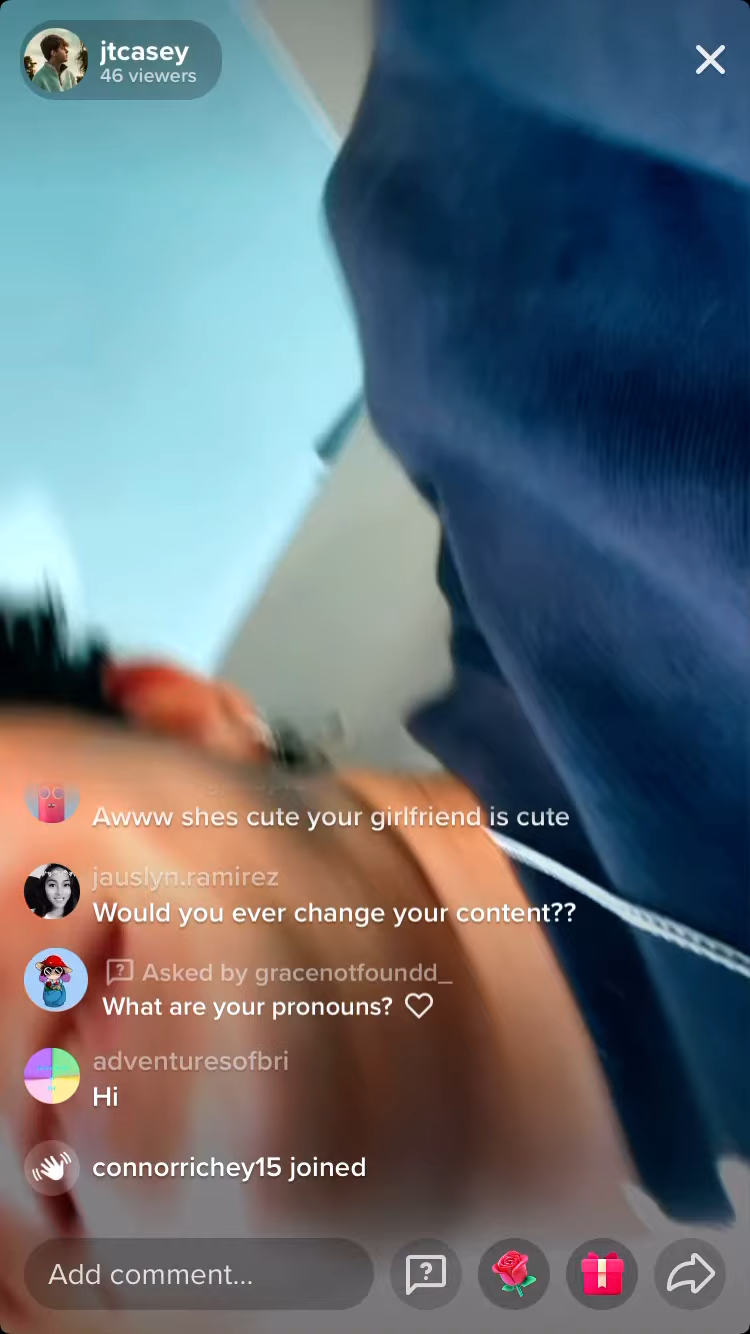 jtcasey
46 viewers
Awww shes cute your girlfriend is cute
jauslyn.ramirez
Would you ever change your content??
Asked by gracenotfoundd_
What are your pronouns?
adventuresofbri
Hi
connorrichey15 joined
Add comment...